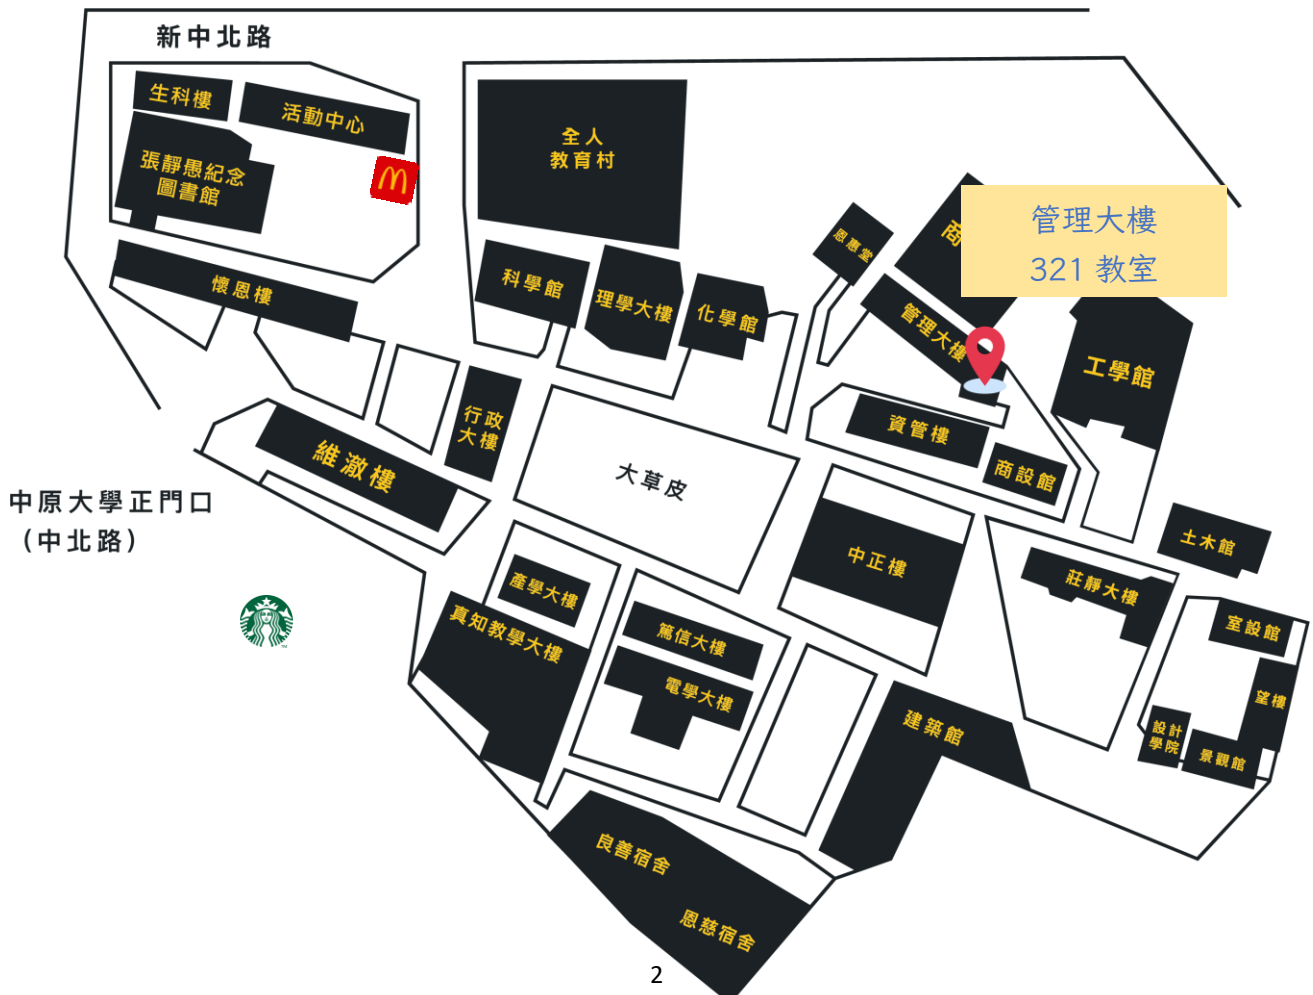 新中北路
生科樓
活動中心
張靜愚紀念
圖書館
懷恩樓
全人
教育村
科學館
理學大樓
化學館
恩惠堂
商
管理大樓
321 教室
管理大樓
工學館
資管樓
商設館
行政
大樓
維澈樓
大草皮
中原大學正門口
（中北路）
中正樓
土木館
莊靜大樓
產學大樓
真知教學大樓
篤信大樓
電學大樓
室設館
望樓
設計
學院
景觀館
建築館
良善宿舍
恩慈宿舍
2